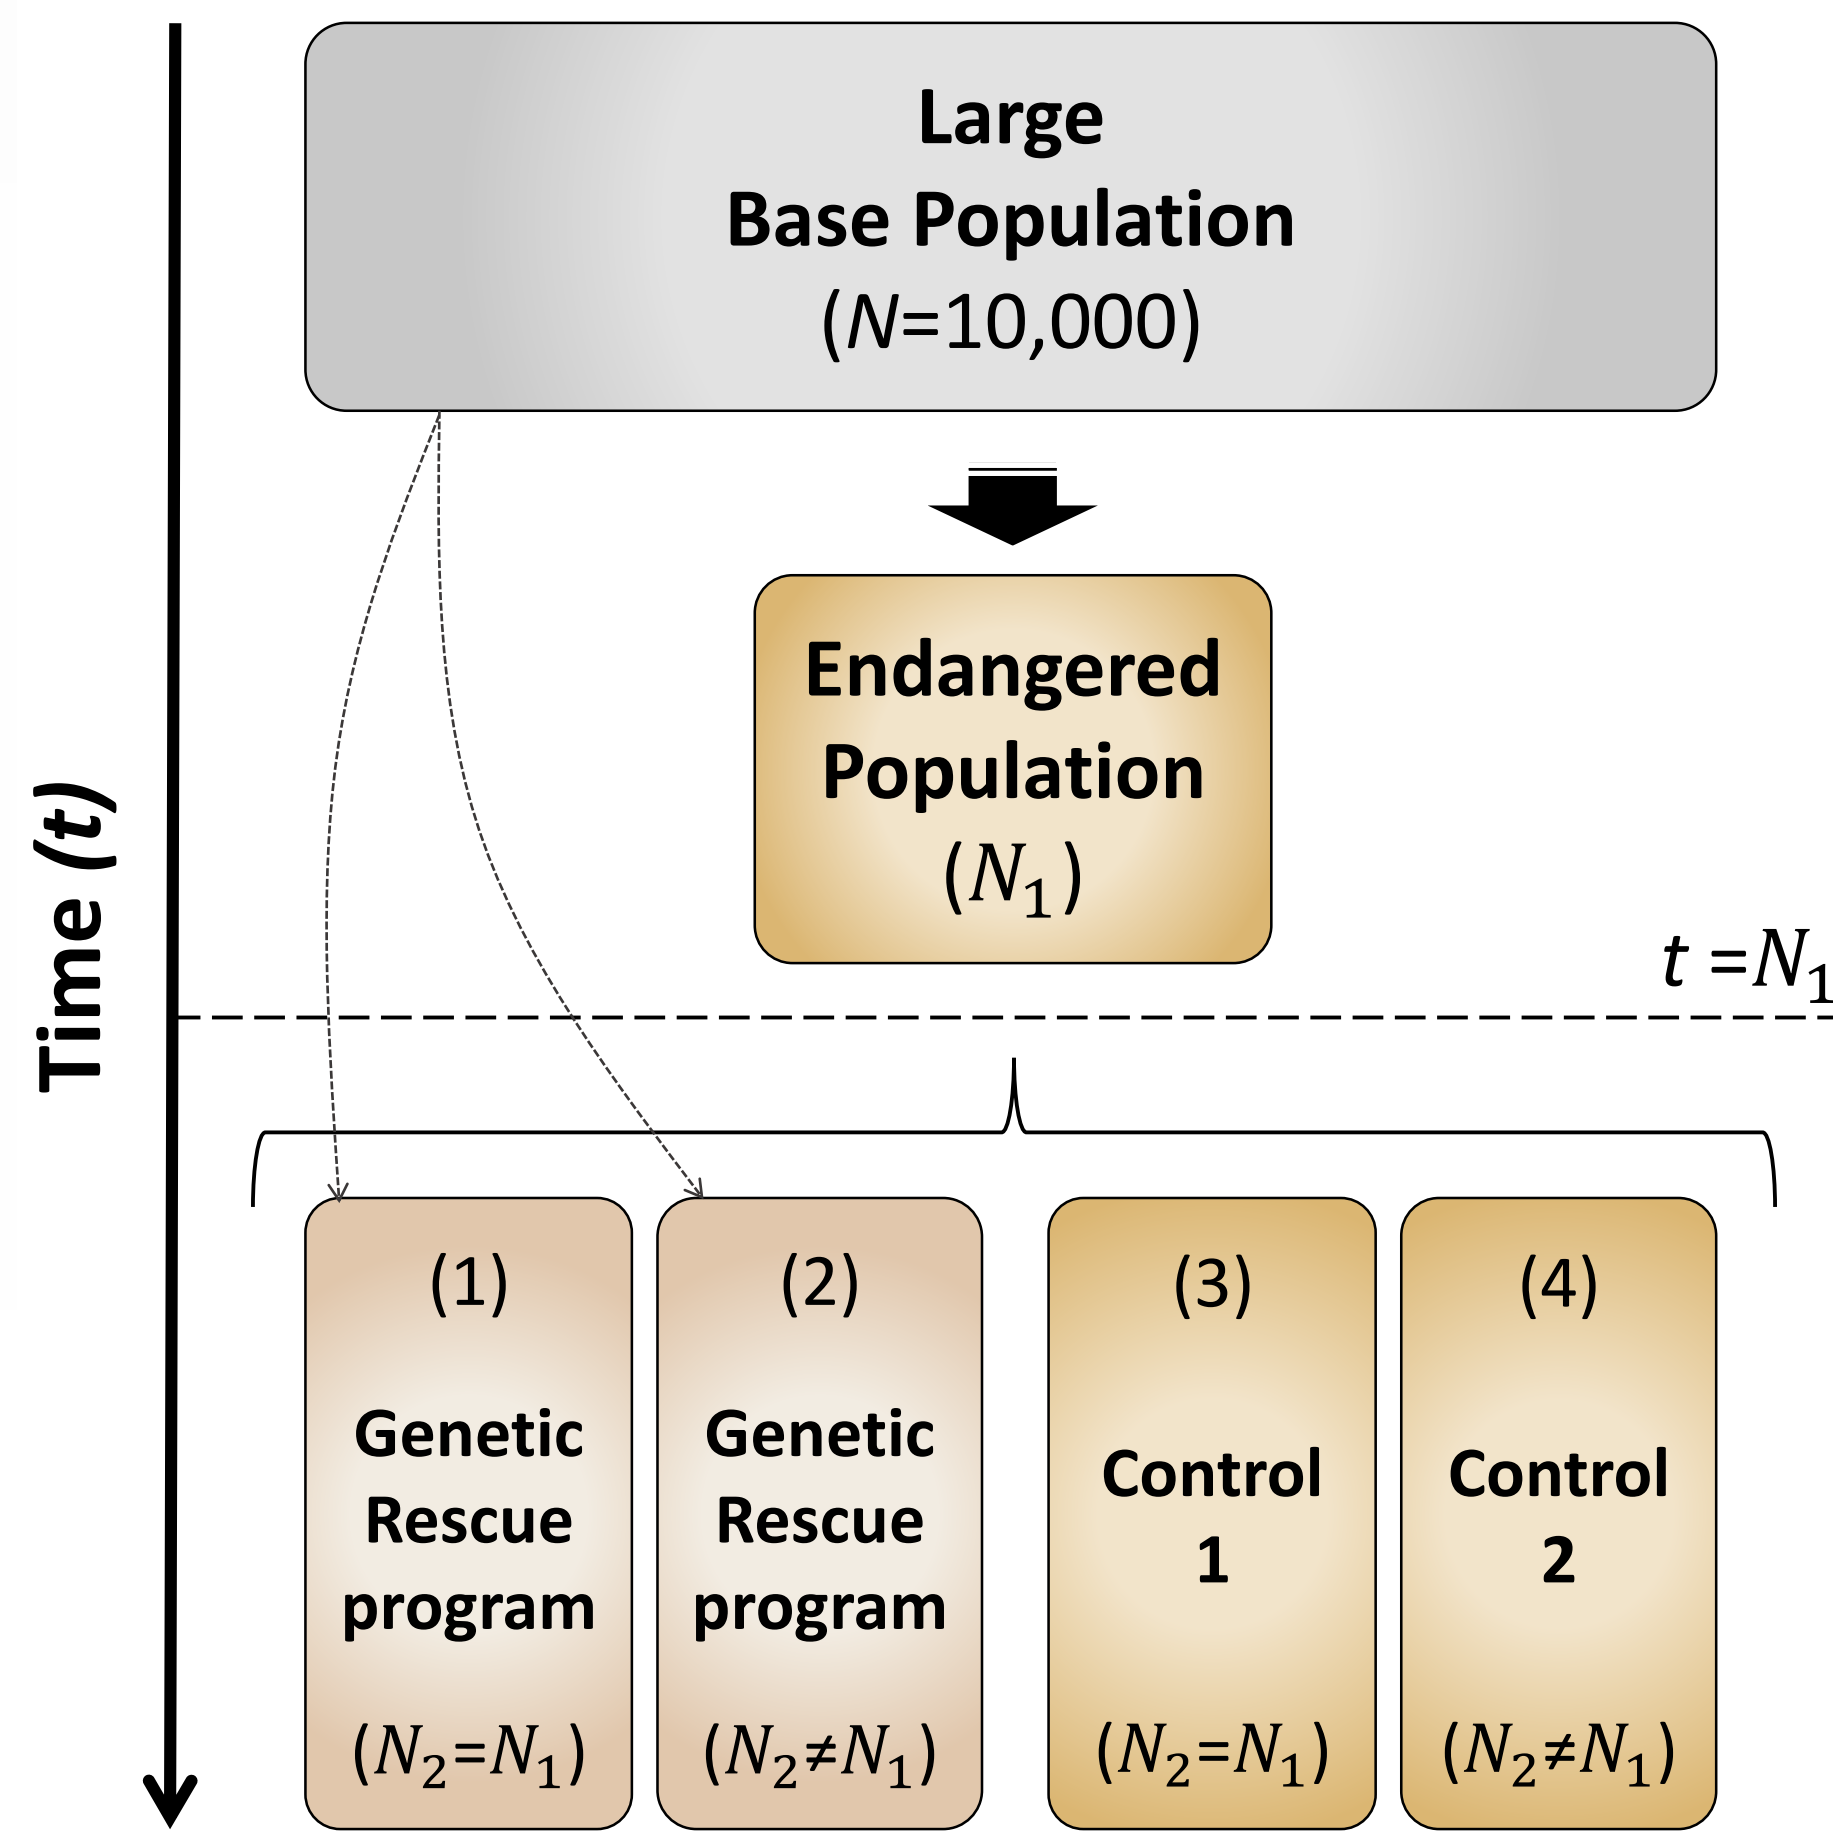 Large
Base Population
(N=10,000)
Endangered
Population
(N₁)
t =N₁
Time (t)
(1)
Genetic
Rescue
program
(N₂=N₁)
(2)
Genetic
Rescue
program
(N₂≠N₁)
(3)
Control
1
(N₂=N₁)
(4)
Control
2
(N₂≠N₁)